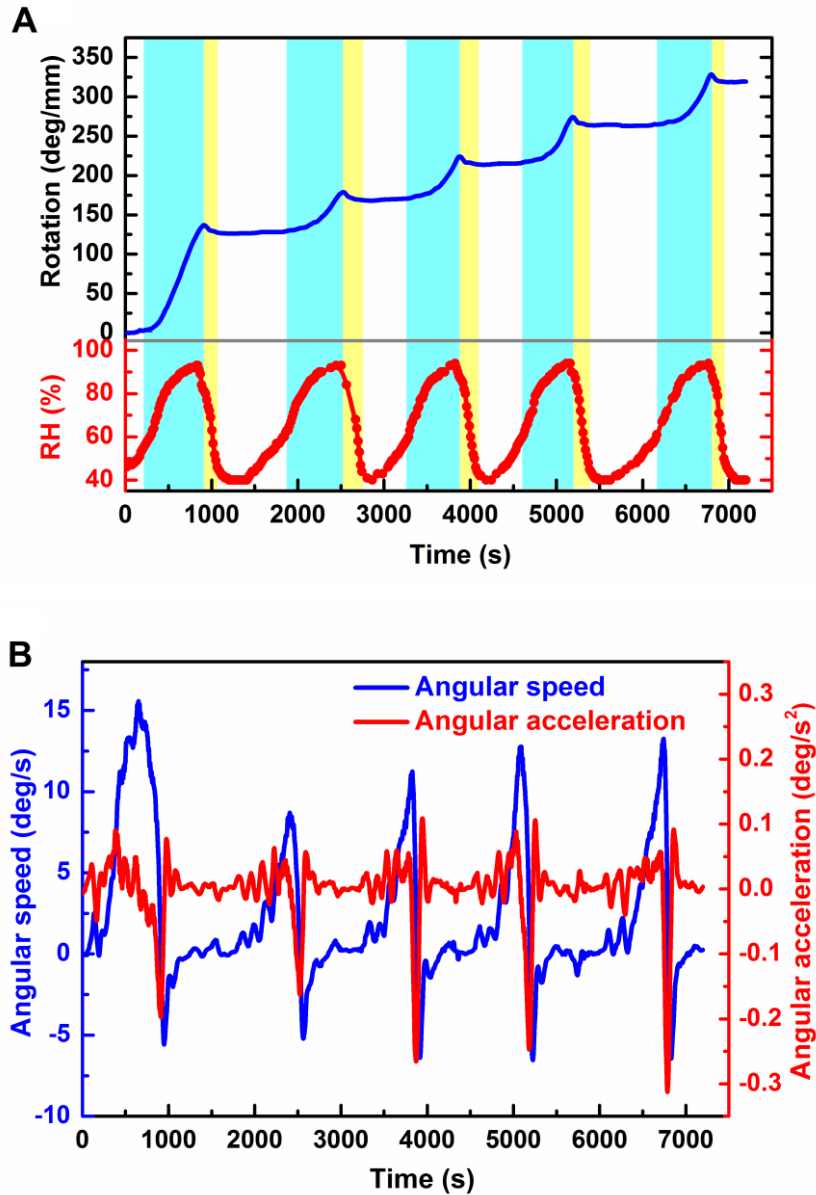 A
Rotation (deg/mm)
350
300
250
200
150
100
50
0
RH (%)
100
80
60
40
0 1000 2000 3000 4000 5000 6000 7000
Time (s)
B
Angular speed
Angular acceleration
Angular speed (deg/s)
15
10
5
0
-5
-10
Angular acceleration (deg/s²)
0.3
0.2
0.1
0.0
-0.1
-0.2
-0.3
0 1000 2000 3000 4000 5000 6000 7000
Time (s)